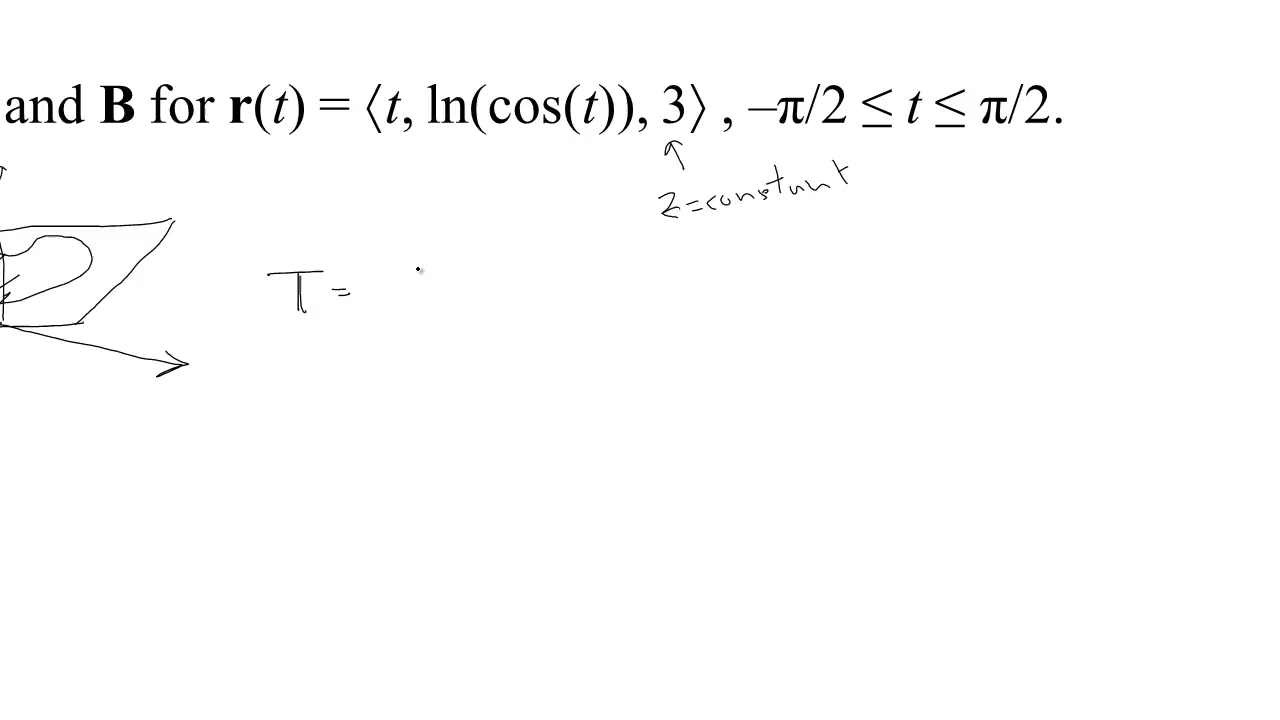 and B for r(t) = ⟨t, ln(cos(t)), 3⟩ , –π/2 ≤ t ≤ π/2.
z=constant
T =